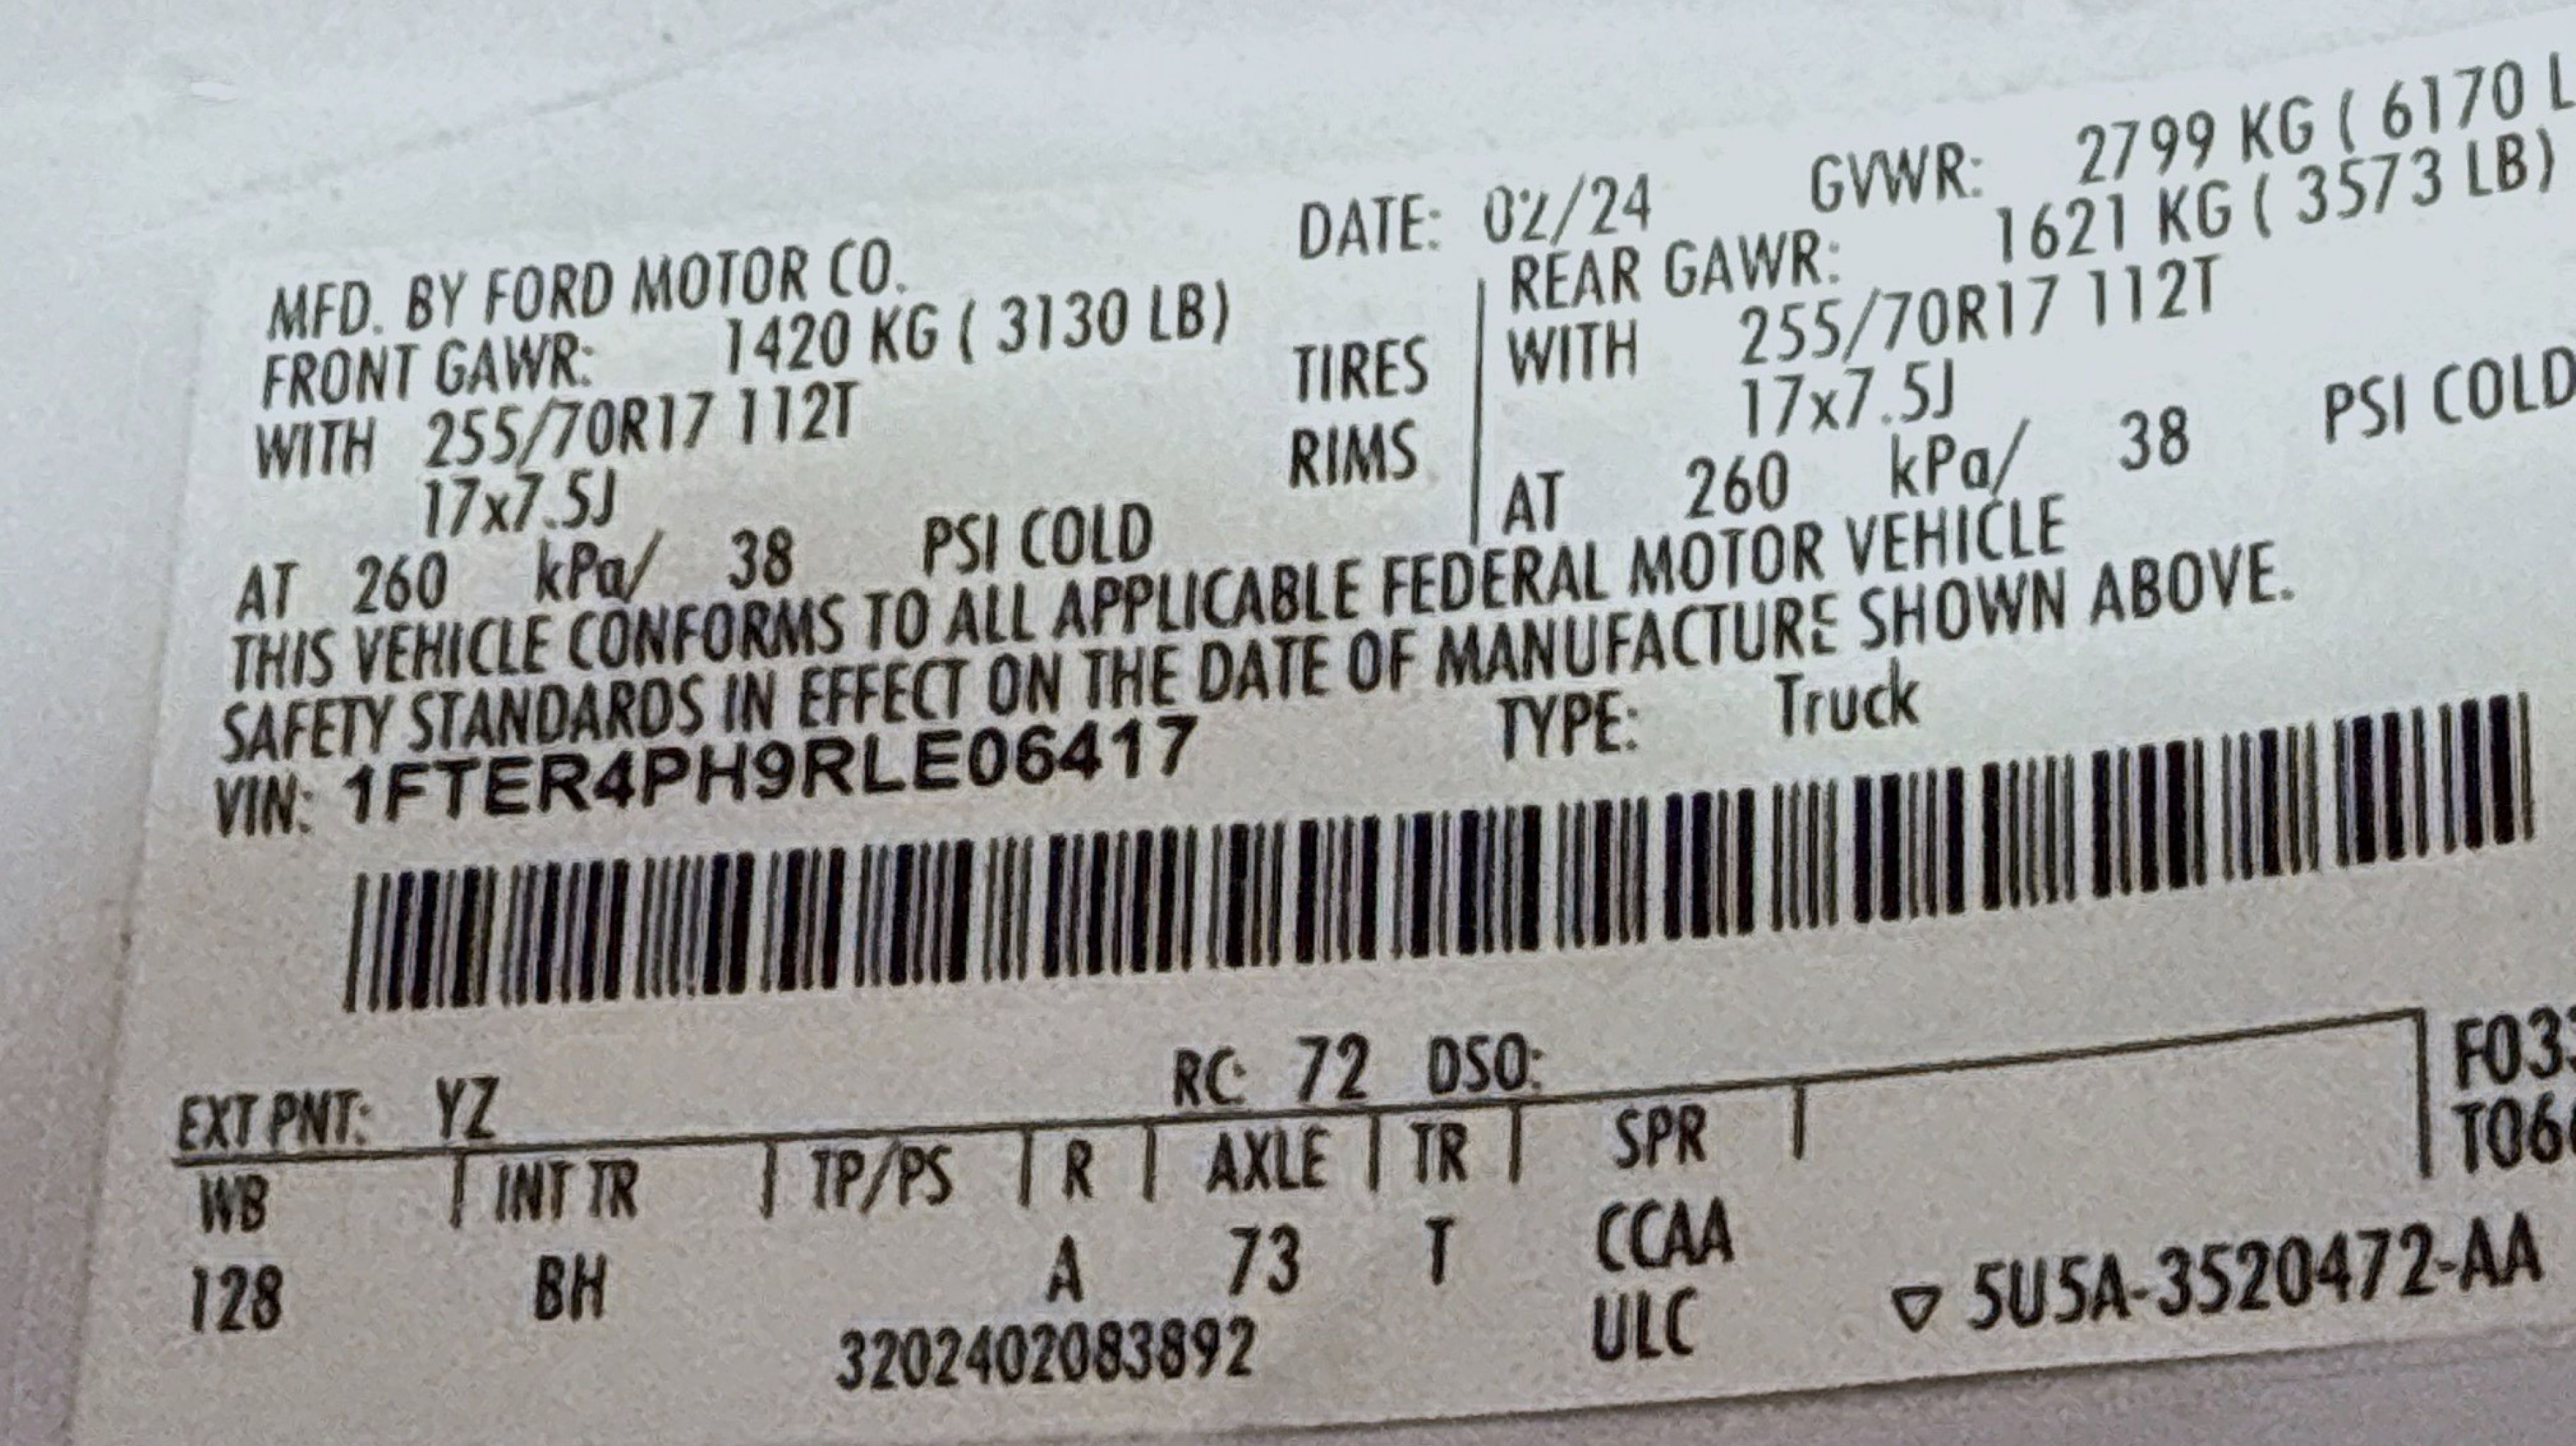 DATE: 02/24 GVWR: 2799 KG ( 6170 L
MFD. BY FORD MOTOR CO.
FRONT GAWR: 1420 KG ( 3130 LB) REAR GAWR: 1621 KG ( 3573 LB)
WITH 255/70R17 112T TIRES WITH 255/70R17 112T
17x7.5J RIMS 17x7.5J
AT 260 kPa/ 38 PSI COLD AT 260 kPa/ 38 PSI COLD
THIS VEHICLE CONFORMS TO ALL APPLICABLE FEDERAL MOTOR VEHICLE
SAFETY STANDARDS IN EFFECT ON THE DATE OF MANUFACTURE SHOWN ABOVE.
VIN: 1FTER4PH9RLE06417 TYPE: Truck
EXT PNT: YZ RC: 72 DSO:
WB INT TR TP/PS R AXLE TR SPR
128 BH A 73 T CCAA
3202402083892 ULC
▽ 5U5A-3520472-AA
F03
T06